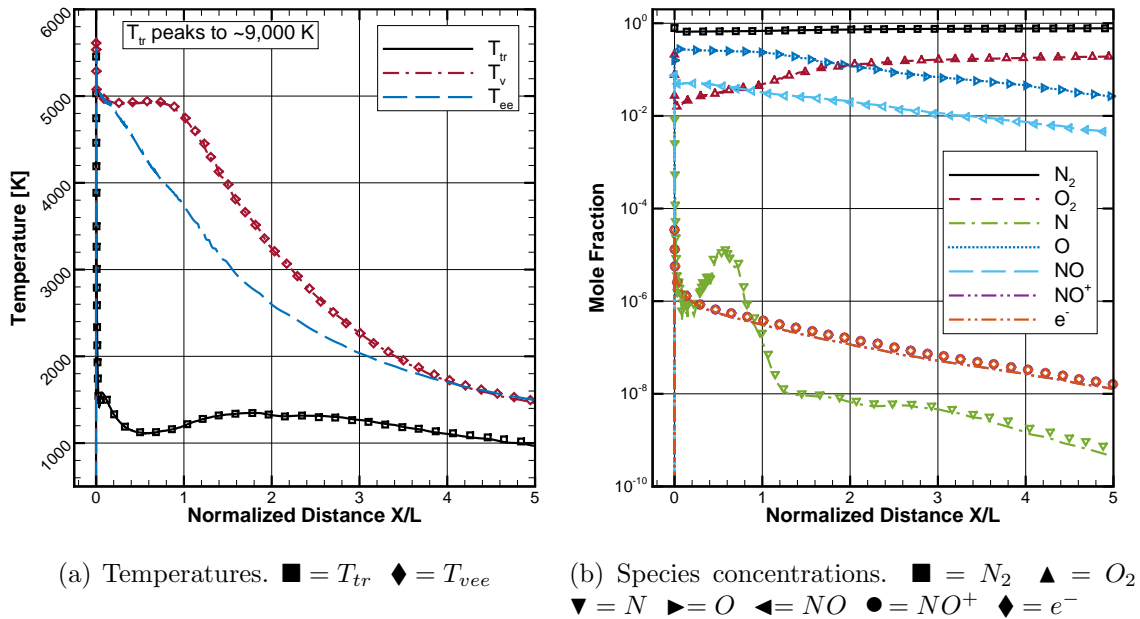 T_tr peaks to ~9,000 K
T_tr
T_v
T_ee
6000
5000
4000
3000
2000
1000
Temperature [K]
0 1 2 3 4 5
Normalized Distance X/L
10^0
10^-2
10^-4
10^-6
10^-8
10^-10
Mole Fraction
N_2
O_2
N
O
NO
NO^+
e^-
0 1 2 3 4 5
Normalized Distance X/L
(a) Temperatures. ■ = T_tr ♦ = T_vee
(b) Species concentrations. ■ = N_2 ▲ = O_2
▼ = N ►= O ◄= NO ● = NO^+ ♦ = e^-